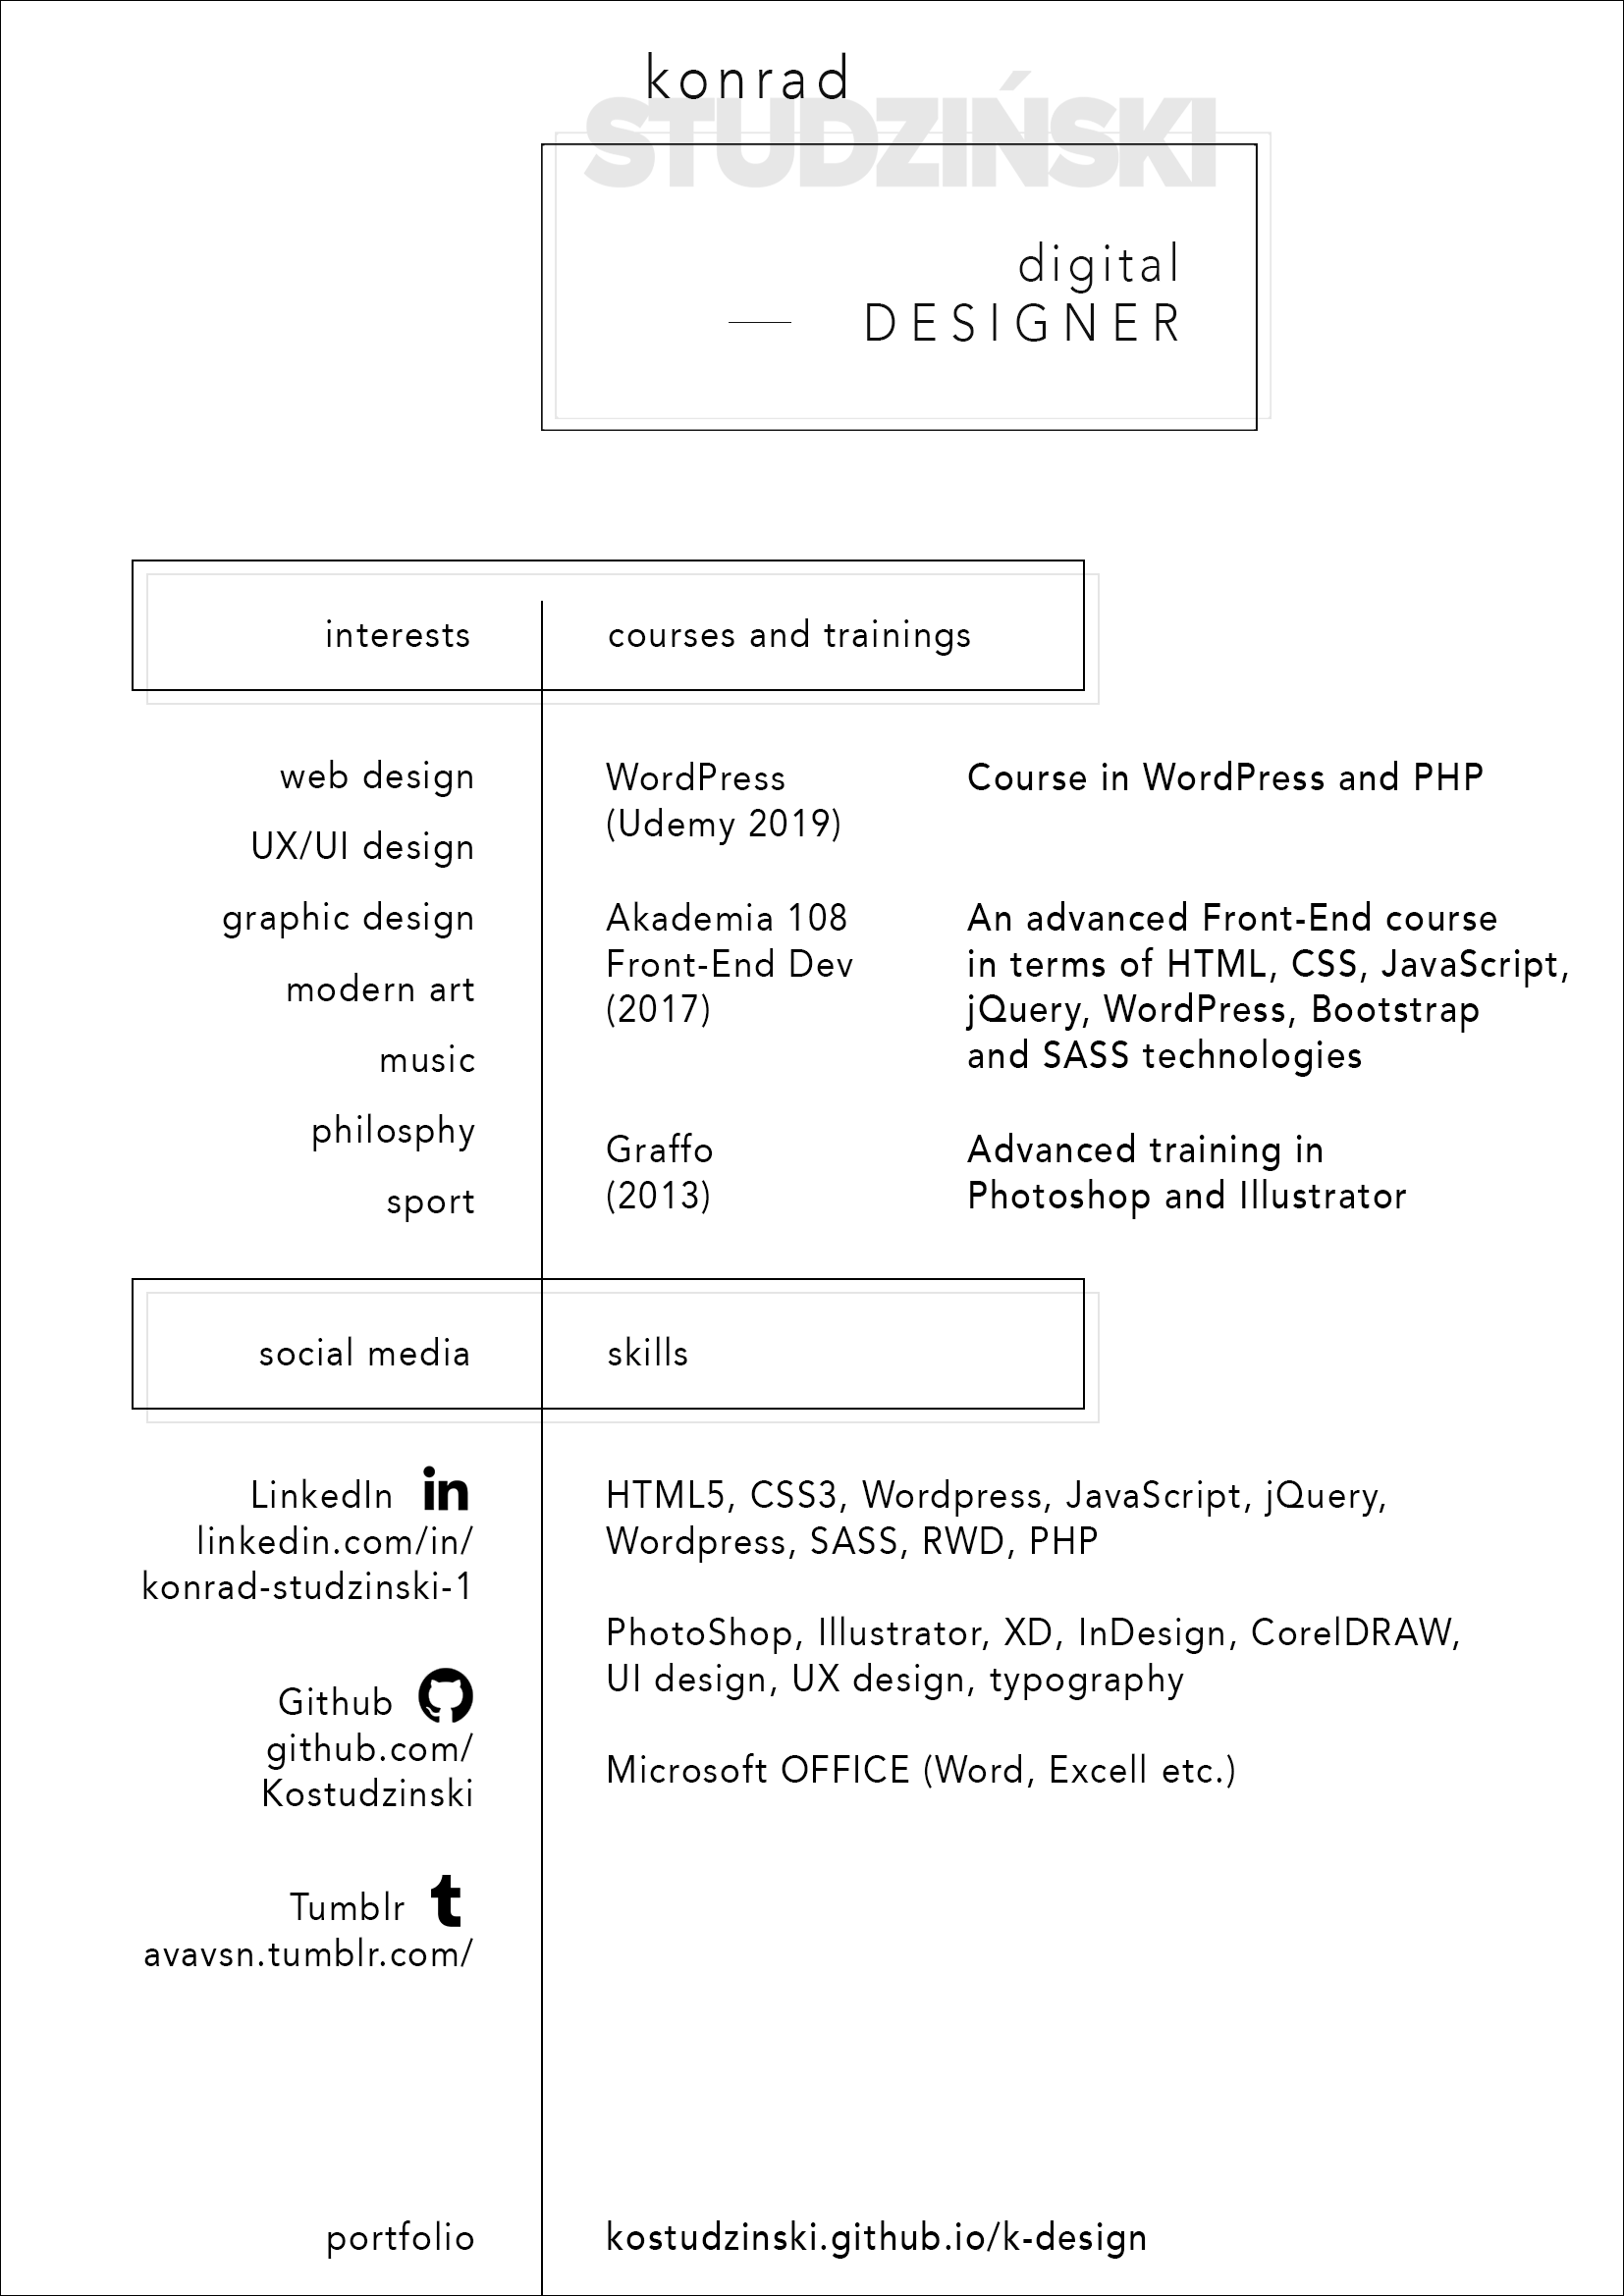 konrad
STUDZIŃSKI
digital
— DESIGNER
interests
courses and trainings
web design
UX/UI design
graphic design
modern art
music
philosphy
sport
WordPress
(Udemy 2019)
Course in WordPress and PHP
Akademia 108
Front-End Dev
(2017)
An advanced Front-End course
in terms of HTML, CSS, JavaScript,
jQuery, WordPress, Bootstrap
and SASS technologies
Graffo
(2013)
Advanced training in
Photoshop and Illustrator
social media
skills
LinkedIn in
linkedin.com/in/
konrad-studzinski-1
Github
github.com/
Kostudzinski
Tumblr t
avavsn.tumblr.com/
HTML5, CSS3, Wordpress, JavaScript, jQuery,
Wordpress, SASS, RWD, PHP
PhotoShop, Illustrator, XD, InDesign, CorelDRAW,
UI design, UX design, typography
Microsoft OFFICE (Word, Excell etc.)
portfolio
kostudzinski.github.io/k-design